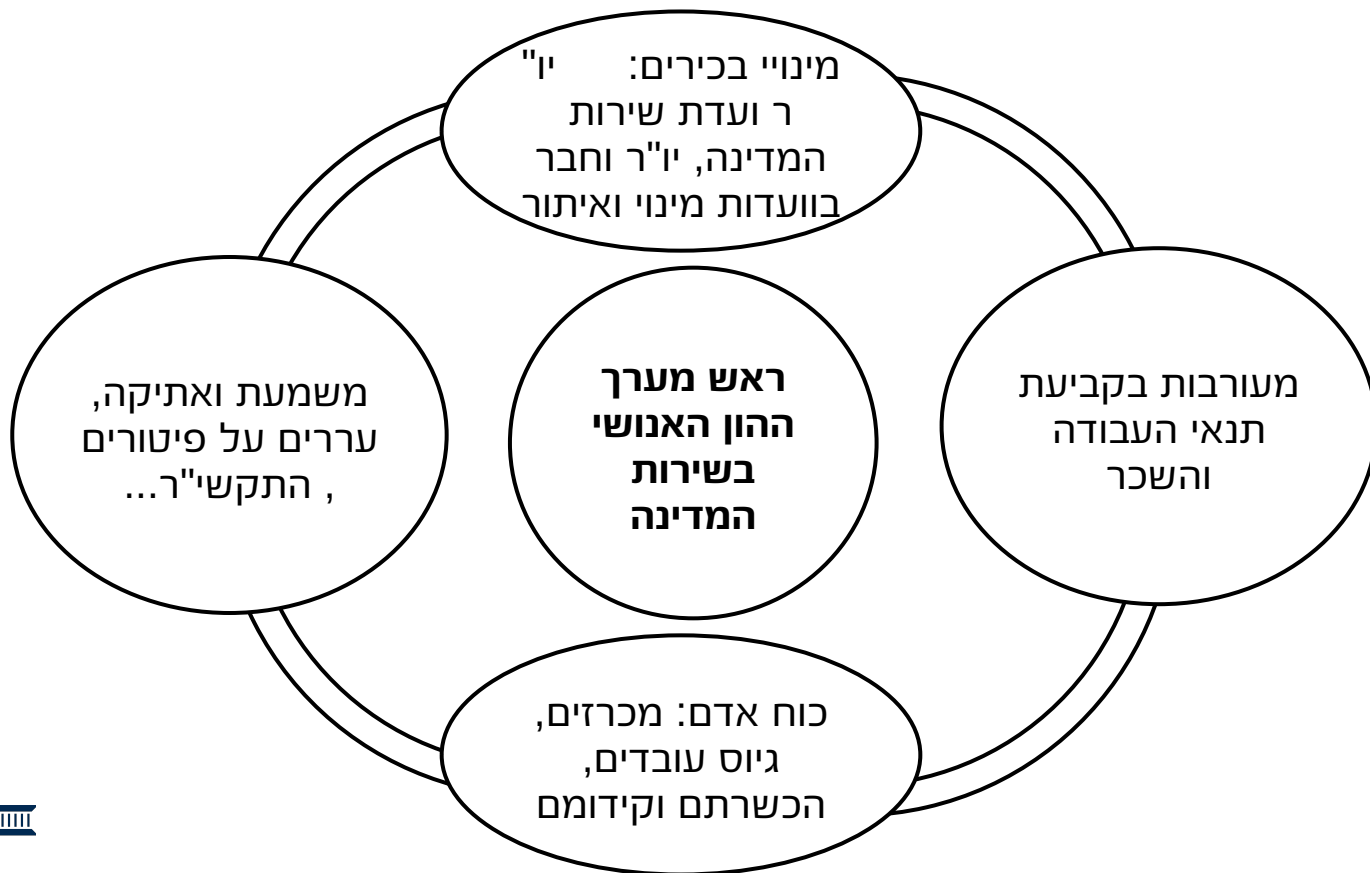 מינויי בכירים: יו"
ר ועדת שירות
המדינה, יו"ר וחבר
בוועדות מינוי ואיתור
מעורבות בקביעת
תנאי העבודה
והשכר
ראש מערך
ההון האנושי
בשירות
המדינה
משמעת ואתיקה,
עררים על פיטורים
, התקשי"ר...
כוח אדם: מכרזים,
גיוס עובדים,
הכשרתם וקידומם